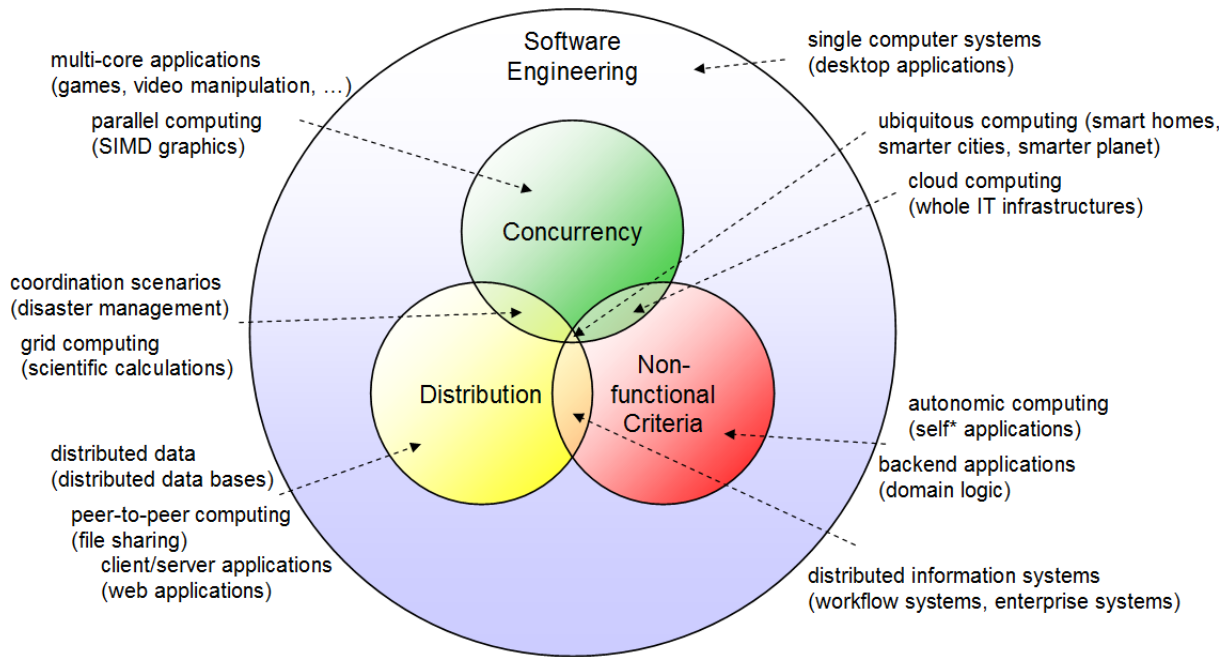 Software
Engineering
multi-core applications
(games, video manipulation, …)
parallel computing
(SIMD graphics)
single computer systems
(desktop applications)
ubiquitous computing (smart homes,
smarter cities, smarter planet)
cloud computing
(whole IT infrastructures)
Concurrency
coordination scenarios
(disaster management)
grid computing
(scientific calculations)
Distribution
Non-
functional
Criteria
autonomic computing
(self* applications)
backend applications
(domain logic)
distributed data
(distributed data bases)
peer-to-peer computing
(file sharing)
client/server applications
(web applications)
distributed information systems
(workflow systems, enterprise systems)